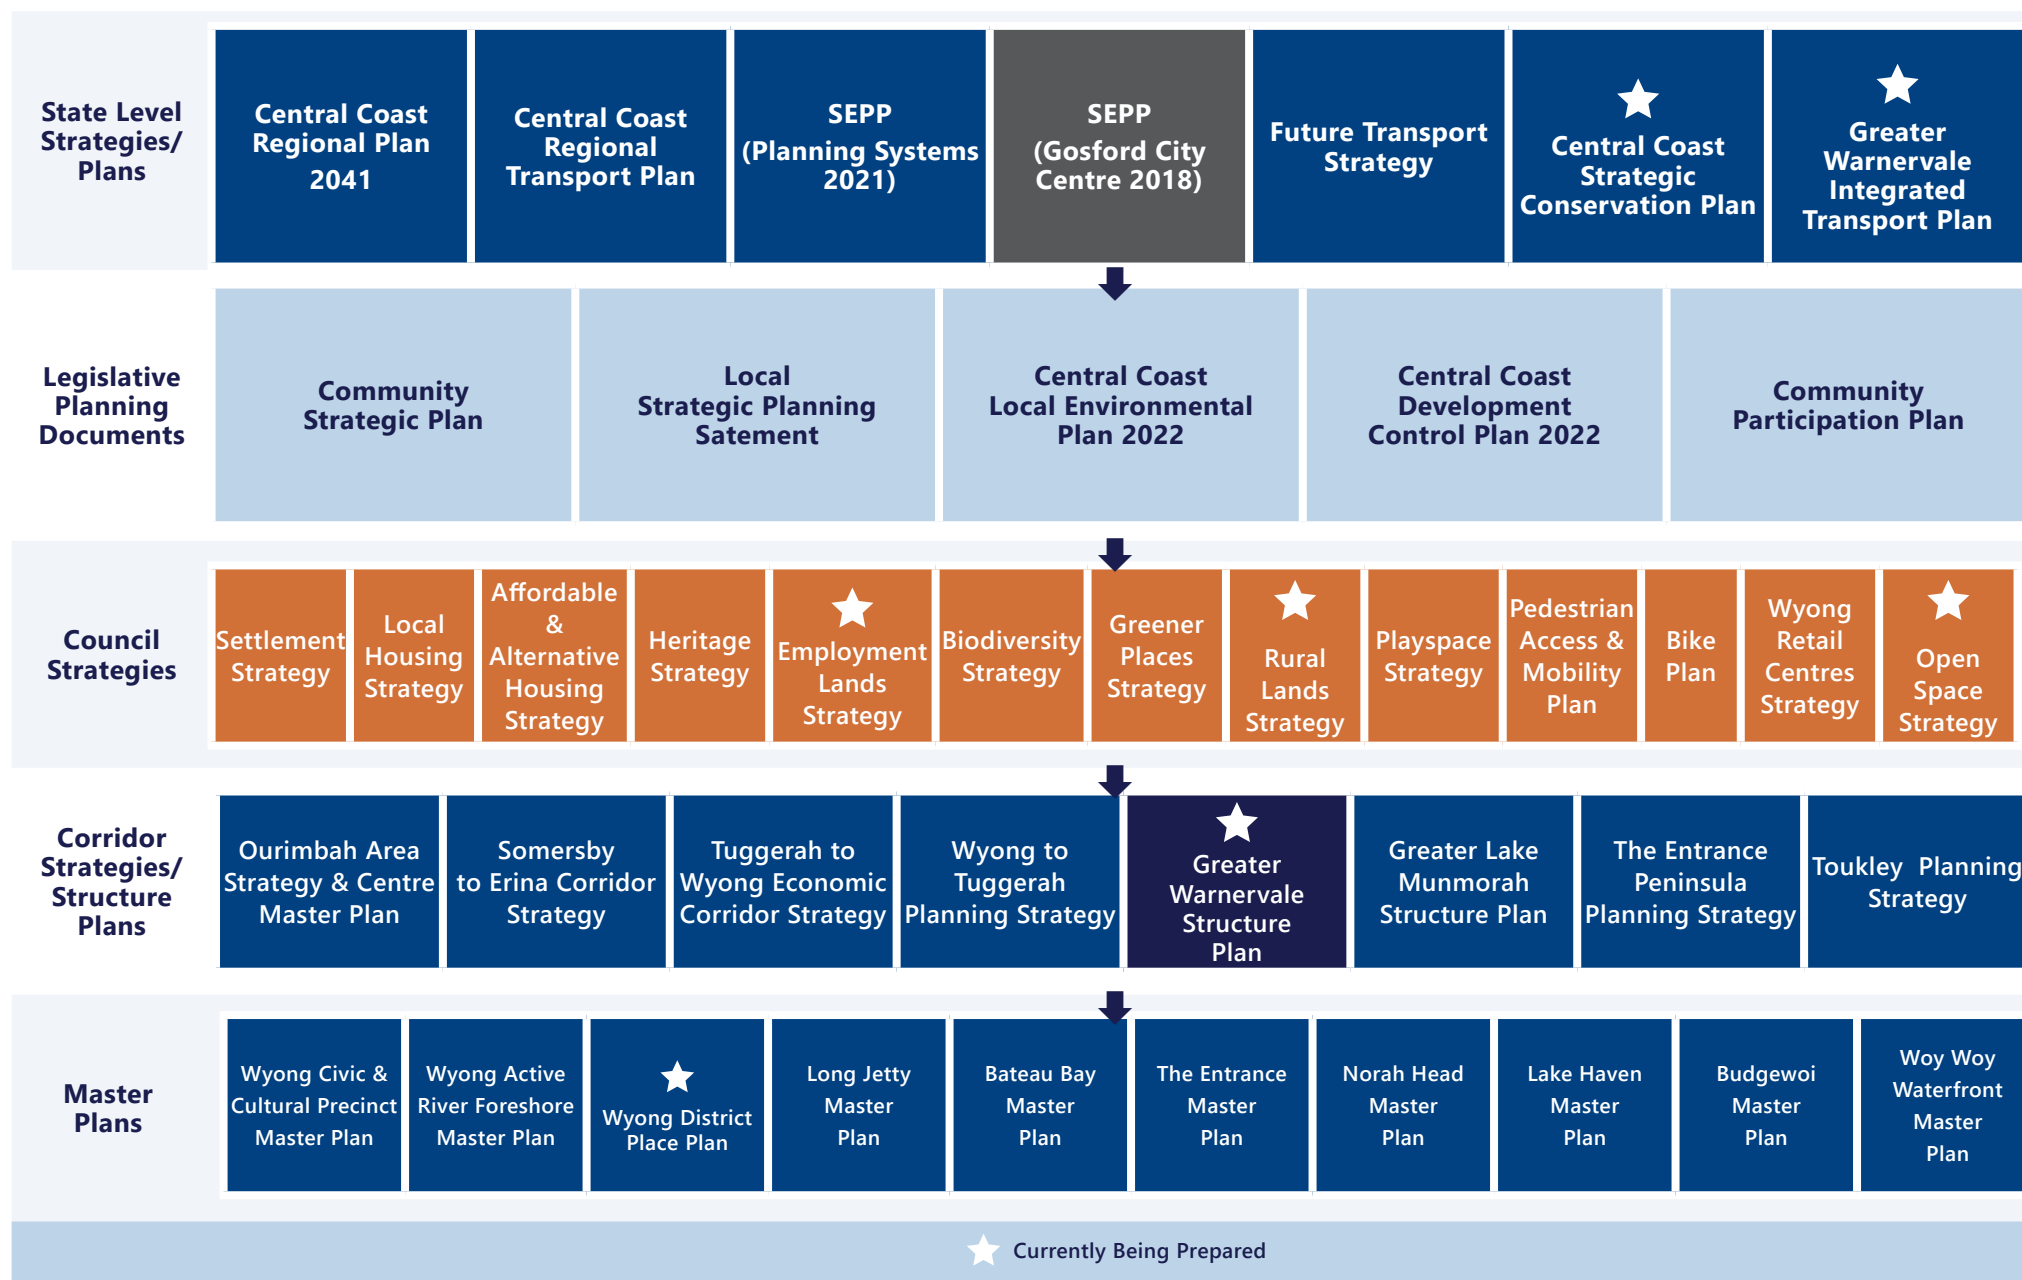 State Level
Strategies/
Plans
Central Coast
Regional Plan
2041
Central Coast
Regional
Transport Plan
SEPP
(Planning Systems
2021)
SEPP
(Gosford City
Centre 2018)
Future Transport
Strategy
Central Coast
Strategic
Conservation Plan
Greater
Warnervale
Integrated
Transport Plan
Legislative
Planning
Documents
Community
Strategic Plan
Local
Strategic Planning
Satement
Central Coast
Local Environmental
Plan 2022
Central Coast
Development
Control Plan 2022
Community
Participation Plan
Council
Strategies
Settlement
Strategy
Local
Housing
Strategy
Affordable
&
Alternative
Housing
Strategy
Heritage
Strategy
Employment
Lands
Strategy
Biodiversity
Strategy
Greener
Places
Strategy
Rural
Lands
Strategy
Playspace
Strategy
Pedestrian
Access &
Mobility
Plan
Bike
Plan
Wyong
Retail
Centres
Strategy
Open
Space
Strategy
Corridor
Strategies/
Structure
Plans
Ourimbah Area
Strategy & Centre
Master Plan
Somersby
to Erina Corridor
Strategy
Tuggerah to
Wyong Economic
Corridor Strategy
Wyong to
Tuggerah
Planning Strategy
Greater
Warnervale
Structure
Plan
Greater Lake
Munmorah
Structure Plan
The Entrance
Peninsula
Planning Strategy
Toukley Planning
Strategy
Master
Plans
Wyong Civic &
Cultural Precinct
Master Plan
Wyong Active
River Foreshore
Master Plan
Wyong District
Place Plan
Long Jetty
Master
Plan
Bateau Bay
Master
Plan
The Entrance
Master
Plan
Norah Head
Master
Plan
Lake Haven
Master
Plan
Budgewoi
Master
Plan
Woy Woy
Waterfront
Master
Plan
Currently Being Prepared